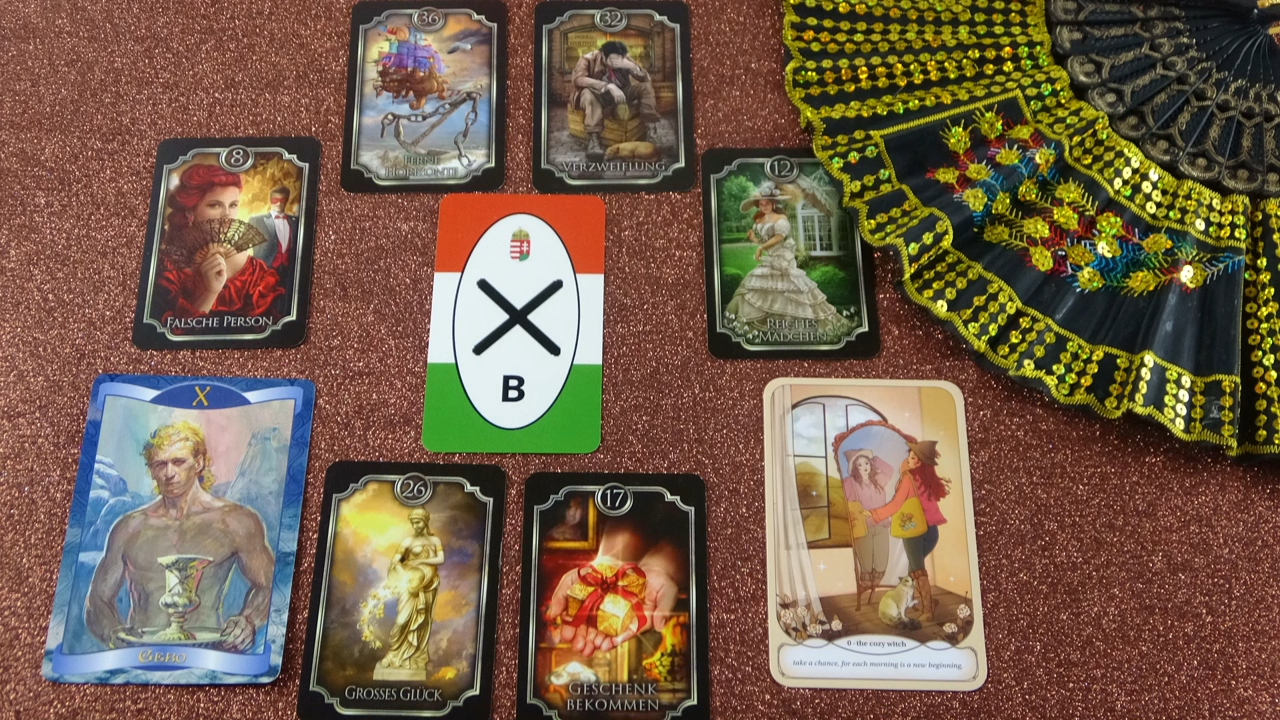 36
FERNE
HORIZONTE
32
VERZWEIFLUNG
8
FALSCHE PERSON
12
REICHES
MÄDCHEN
B
X
GEBO
26
GROSSES GLÜCK
17
GESCHENK
BEKOMMEN
0 - the cozy witch
take a chance, for each morning is a new beginning.